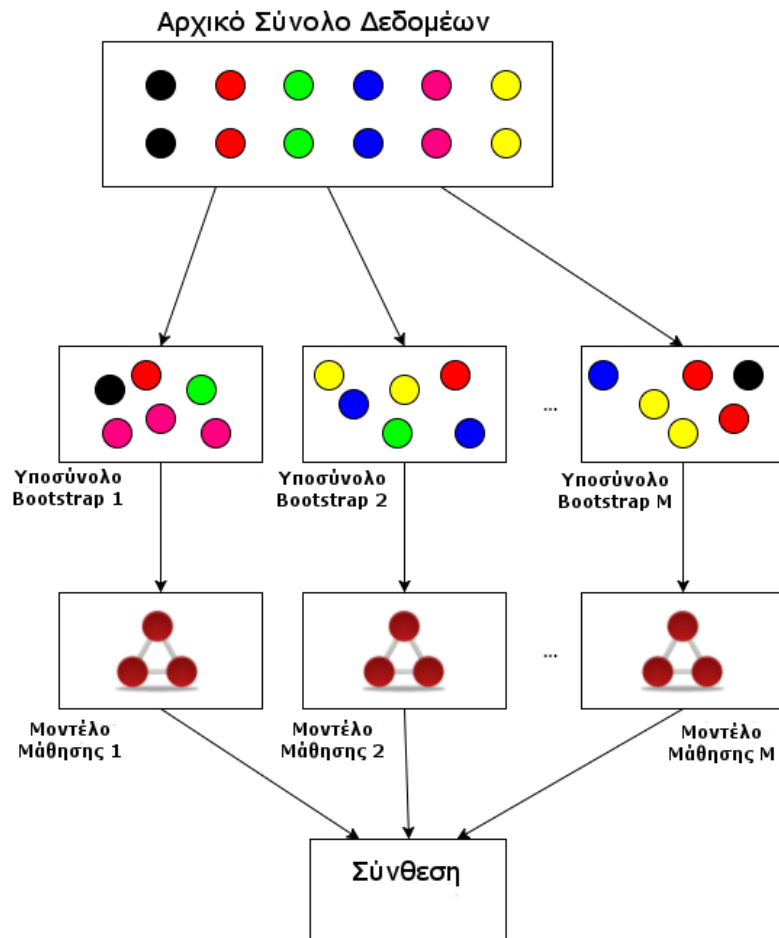 Αρχικό Σύνολο Δεδομέων
...
Υποσύνολο
Bootstrap 1
Υποσύνολο
Bootstrap 2
Υποσύνολο
Bootstrap M
...
Μοντέλο
Μάθησης 1
Μοντέλο
Μάθησης 2
Μοντέλο
Μάθησης M
Σύνθεση